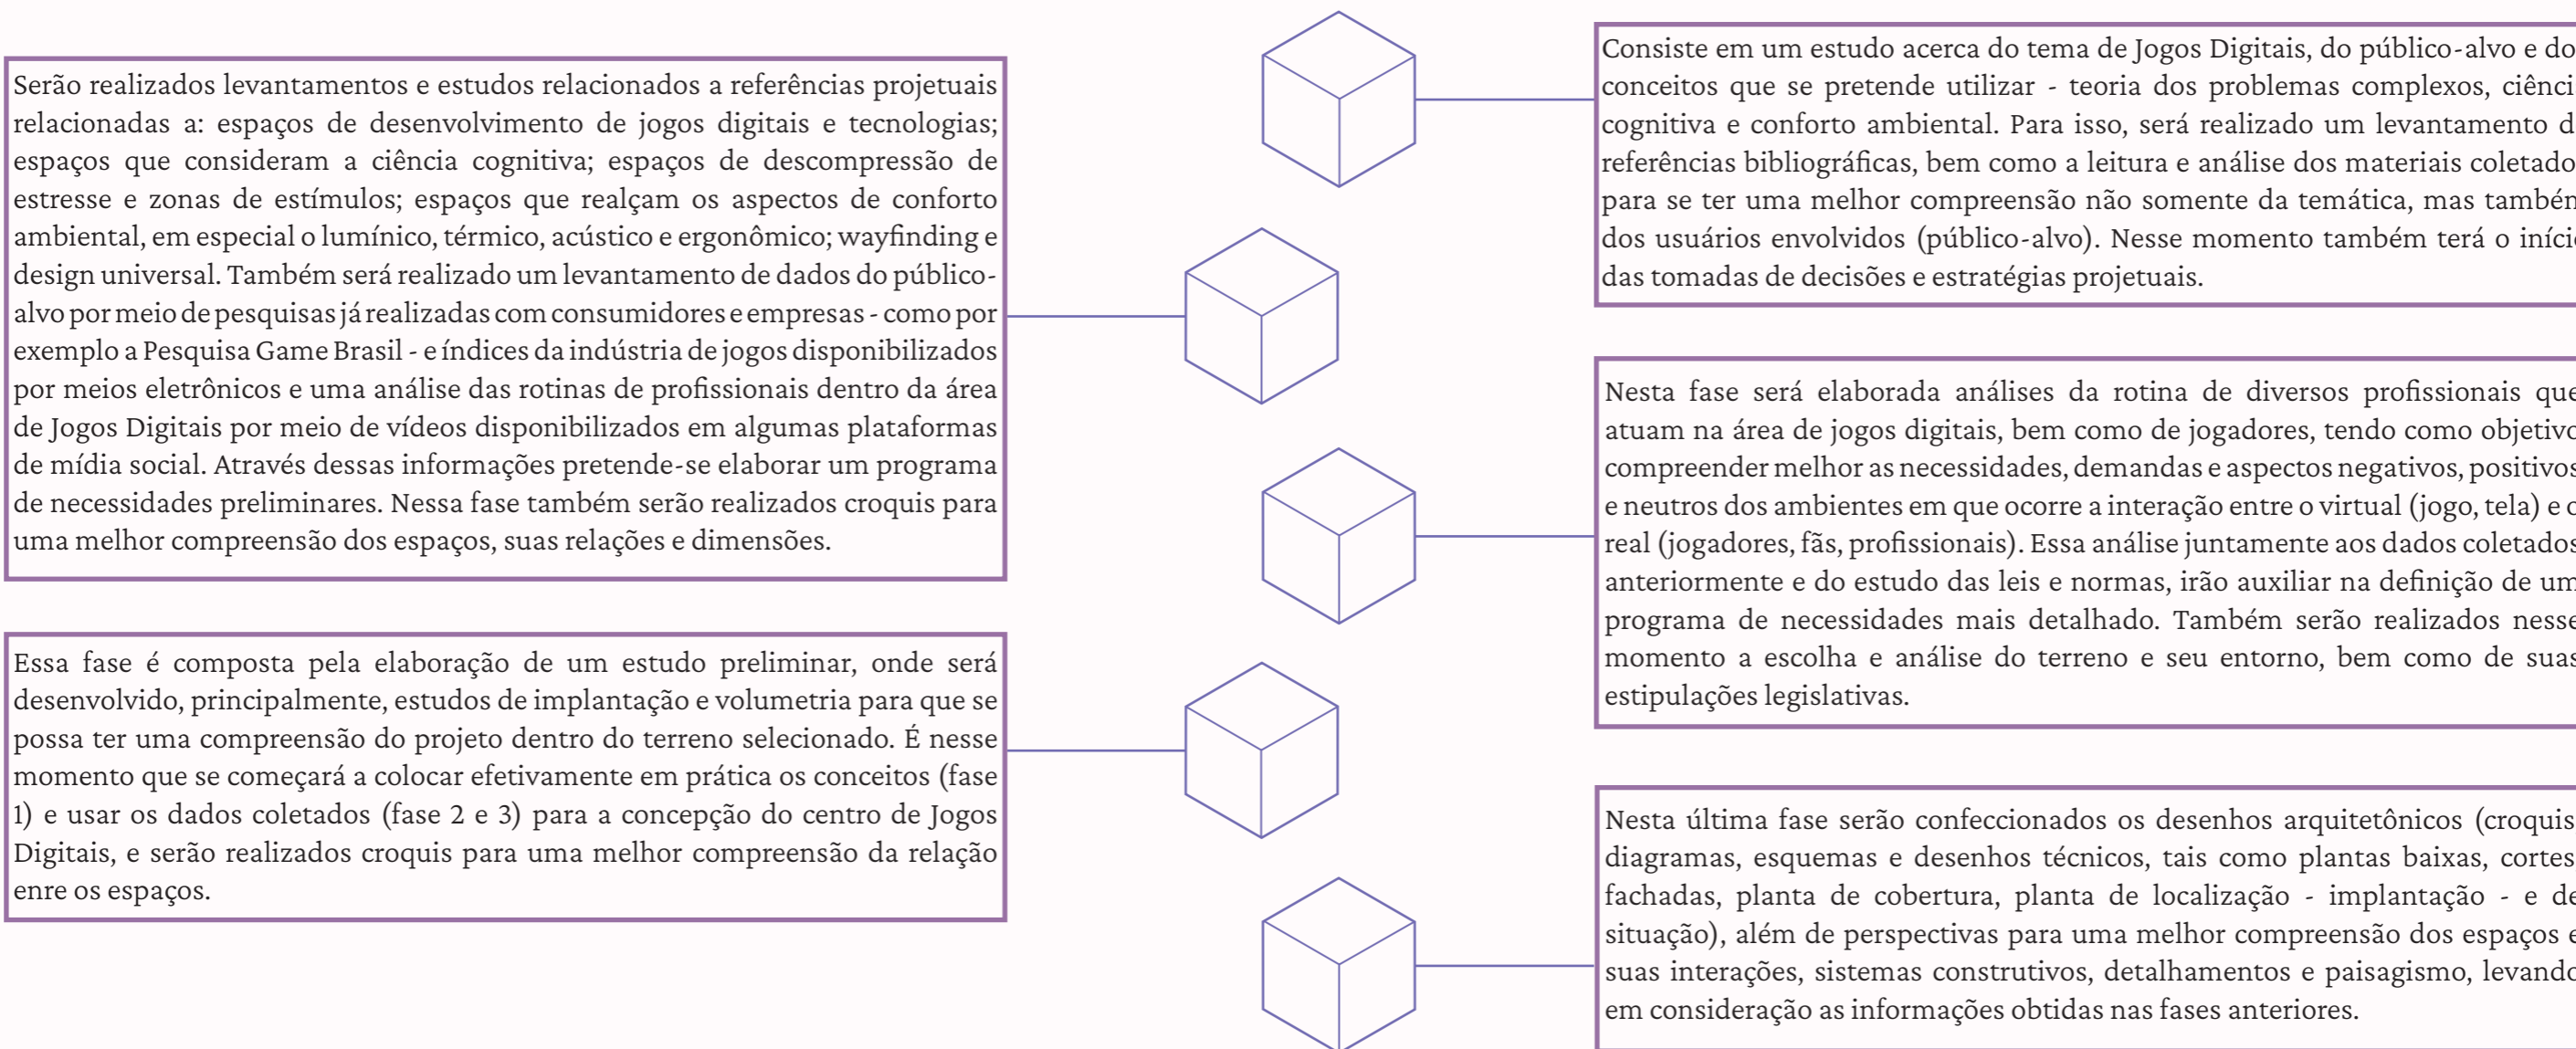 Consiste em um estudo acerca do tema de Jogos Digitais, do público-alvo e do
conceitos que se pretende utilizar - teoria dos problemas complexos, ciênci
cognitiva e conforto ambiental. Para isso, será realizado um levantamento d
referências bibliográficas, bem como a leitura e análise dos materiais coletado
para se ter uma melhor compreensão não somente da temática, mas também
dos usuários envolvidos (público-alvo). Nesse momento também terá o iníci
das tomadas de decisões e estratégias projetuais.
Serão realizados levantamentos e estudos relacionados a referências projetuais
relacionadas a: espaços de desenvolvimento de jogos digitais e tecnologias;
espaços que consideram a ciência cognitiva; espaços de descompressão de
estresse e zonas de estímulos; espaços que realçam os aspectos de conforto
ambiental, em especial o lumínico, térmico, acústico e ergonômico; wayfinding e
design universal. Também será realizado um levantamento de dados do público-
alvo por meio de pesquisas já realizadas com consumidores e empresas - como por
exemplo a Pesquisa Game Brasil - e índices da indústria de jogos disponibilizados
por meios eletrônicos e uma análise das rotinas de profissionais dentro da área
de Jogos Digitais por meio de vídeos disponibilizados em algumas plataformas
de mídia social. Através dessas informações pretende-se elaborar um programa
de necessidades preliminares. Nessa fase também serão realizados croquis para
uma melhor compreensão dos espaços, suas relações e dimensões.
Nesta fase será elaborada análises da rotina de diversos profissionais que
atuam na área de jogos digitais, bem como de jogadores, tendo como objetivo
compreender melhor as necessidades, demandas e aspectos negativos, positivos
e neutros dos ambientes em que ocorre a interação entre o virtual (jogo, tela) e o
real (jogadores, fãs, profissionais). Essa análise juntamente aos dados coletados
anteriormente e do estudo das leis e normas, irão auxiliar na definição de um
programa de necessidades mais detalhado. Também serão realizados nesse
momento a escolha e análise do terreno e seu entorno, bem como de suas
estipulações legislativas.
Essa fase é composta pela elaboração de um estudo preliminar, onde será
desenvolvido, principalmente, estudos de implantação e volumetria para que se
possa ter uma compreensão do projeto dentro do terreno selecionado. É nesse
momento que se começará a colocar efetivamente em prática os conceitos (fase
1) e usar os dados coletados (fase 2 e 3) para a concepção do centro de Jogos
Digitais, e serão realizados croquis para uma melhor compreensão da relação
enre os espaços.
Nesta última fase serão confeccionados os desenhos arquitetônicos (croquis
diagramas, esquemas e desenhos técnicos, tais como plantas baixas, cortes
fachadas, planta de cobertura, planta de localização - implantação - e de
situação), além de perspectivas para uma melhor compreensão dos espaços e
suas interações, sistemas construtivos, detalhamentos e paisagismo, levando
em consideração as informações obtidas nas fases anteriores.